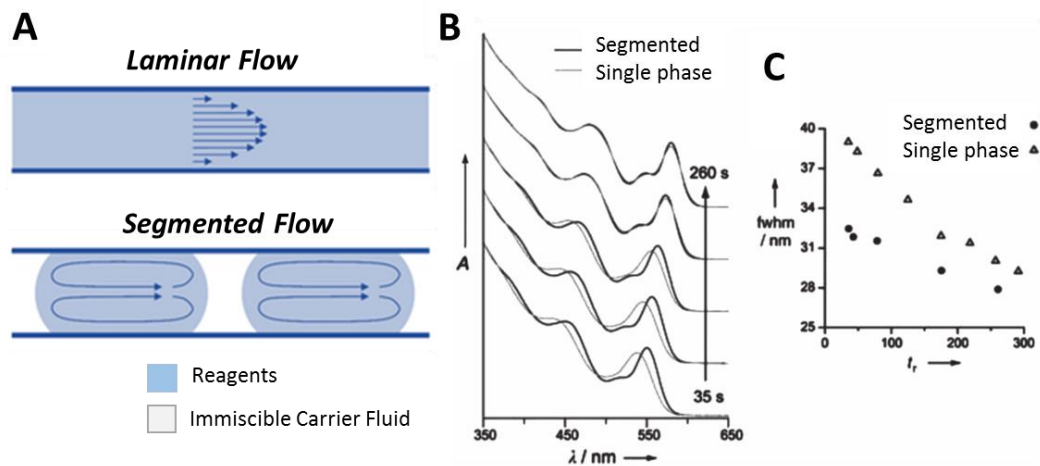 A
Laminar Flow
Segmented Flow
Reagents
Immiscible Carrier Fluid
B
Segmented
Single phase
260 s
35 s
A
350 450 550 650
λ / nm
C
Segmented
Single phase
40
37
34
31
28
25
fwhm
/ nm
0 100 200 300
tr